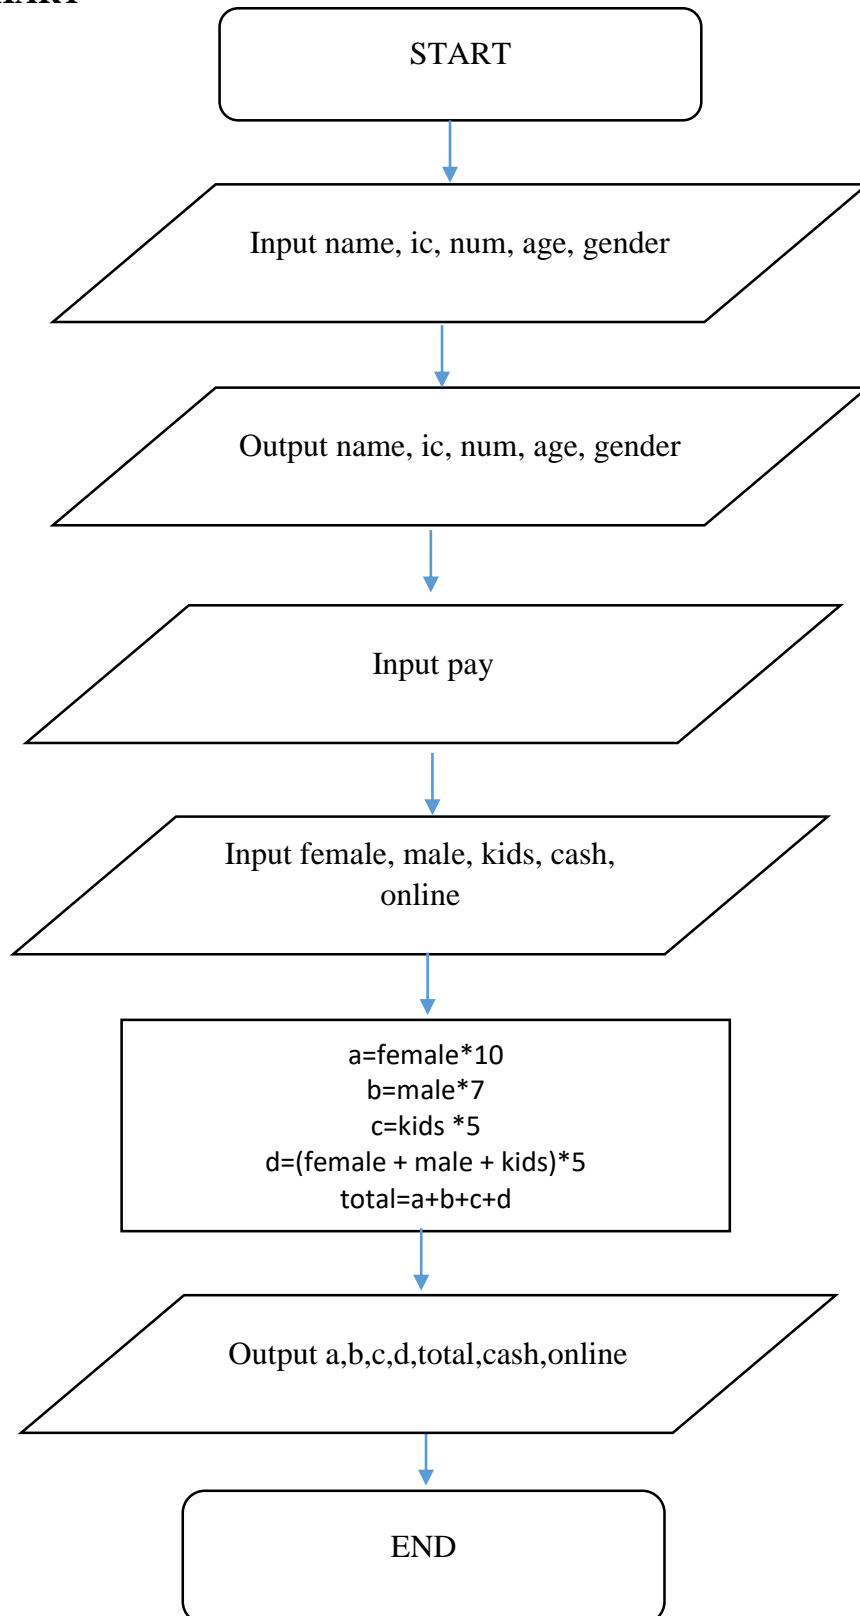 START
Input name, ic, num, age, gender
Output name, ic, num, age, gender
Input pay
Input female, male, kids, cash,
online
a=female*10
b=male*7
c=kids *5
d=(female + male + kids)*5
total=a+b+c+d
Output a,b,c,d,total,cash,online
END